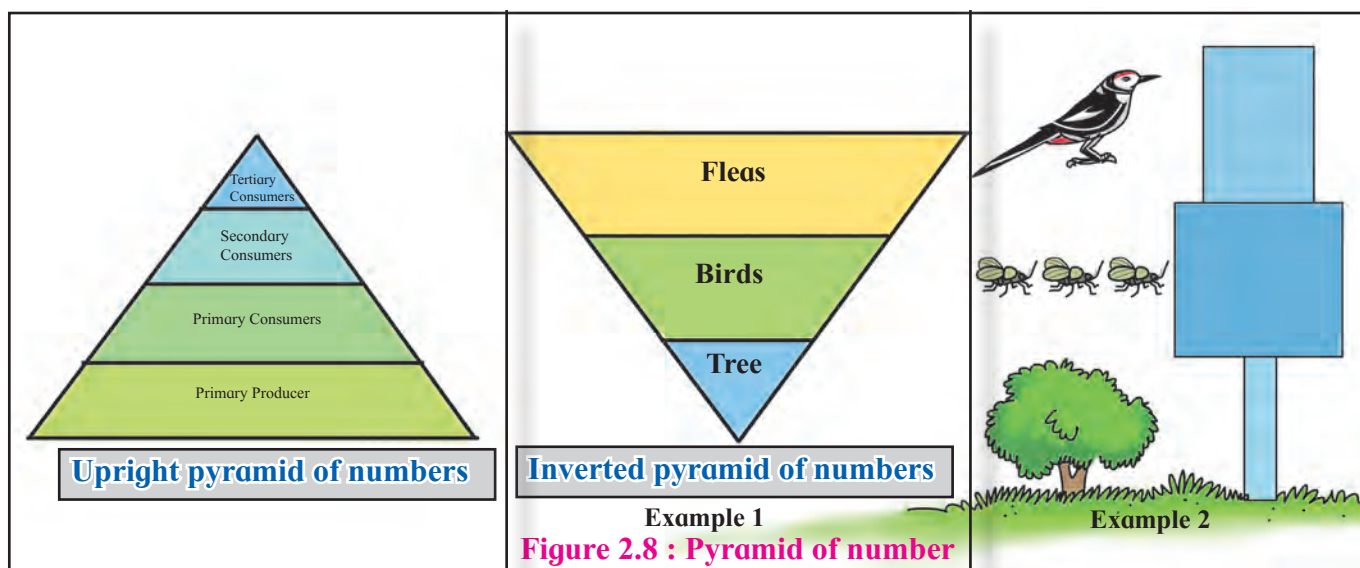 Tertiary
Consumers
Secondary
Consumers
Primary Consumers
Primary Producer
Upright pyramid of numbers
Fleas
Birds
Tree
Inverted pyramid of numbers
Example 1
Example 2
Figure 2.8 : Pyramid of number